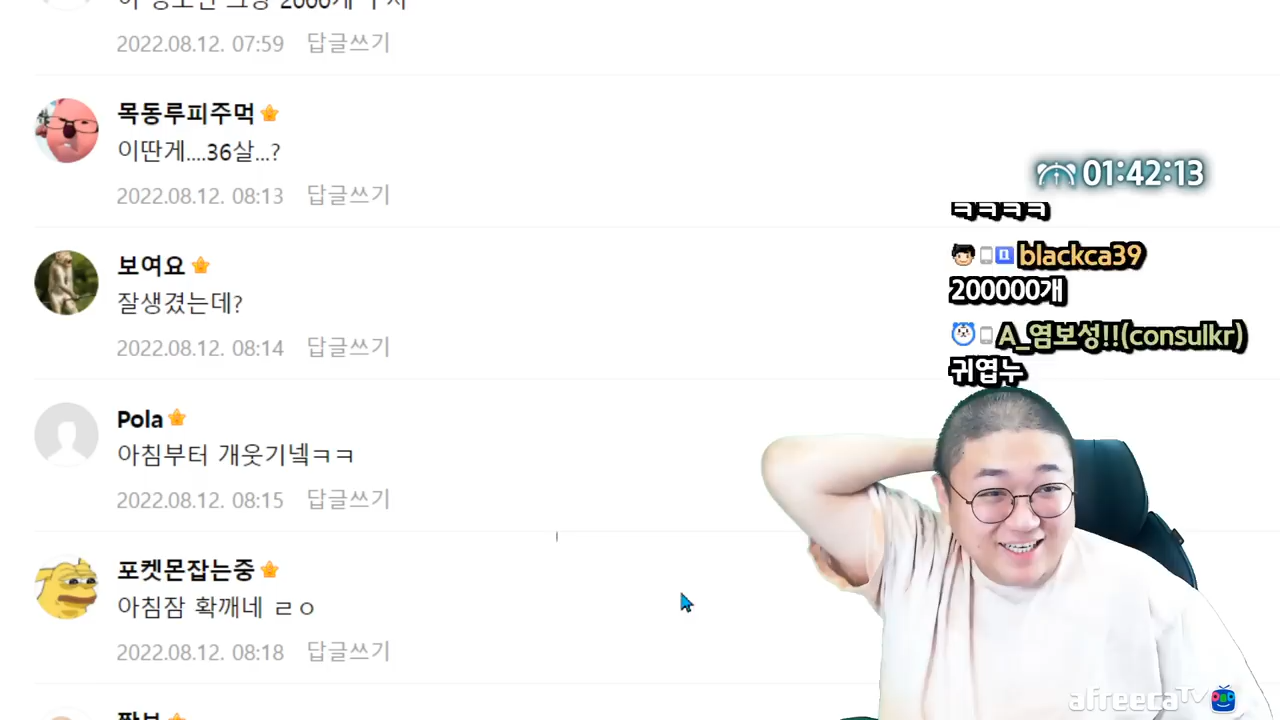 2022.08.12. 07:59 답글쓰기
목동루피주먹
이딴게....36살...?
2022.08.12. 08:13 답글쓰기
보여요
잘생겼는데?
2022.08.12. 08:14 답글쓰기
Pola
아침부터 개웃기넼ㅋㅋ
2022.08.12. 08:15 답글쓰기
포켓몬잡는중
아침잠 확깨네 ㄹㅇ
2022.08.12. 08:18 답글쓰기
01:42:13
ㅋㅋㅋㅋ
blackca39
200000개
A_염보성!!(consulkr)
귀엽누
afreecaTV